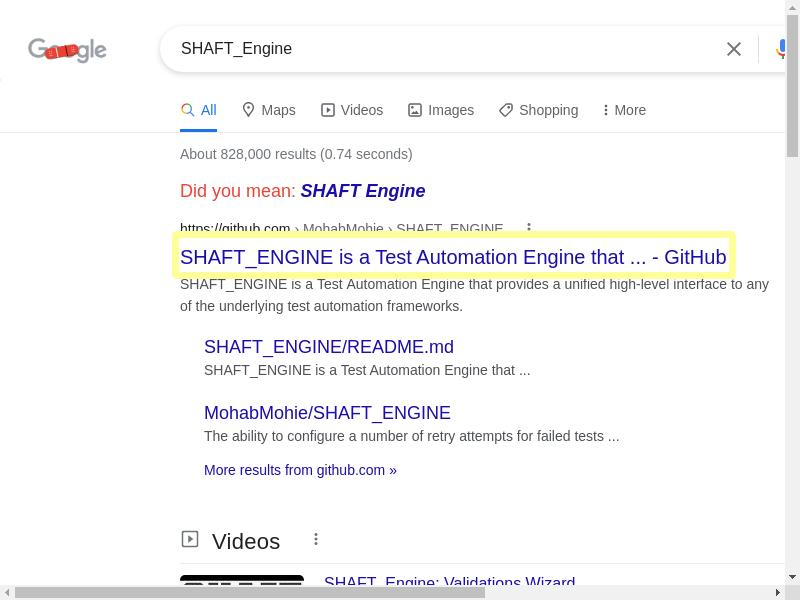 Google
SHAFT_Engine
All Maps Videos Images Shopping More
About 828,000 results (0.74 seconds)
Did you mean: SHAFT Engine
https://github.com › MohabMohie › SHAFT_ENGINE
SHAFT_ENGINE is a Test Automation Engine that ... - GitHub
SHAFT_ENGINE is a Test Automation Engine that provides a unified high-level interface to any
of the underlying test automation frameworks.
SHAFT_ENGINE/README.md
SHAFT_ENGINE is a Test Automation Engine that ...
MohabMohie/SHAFT_ENGINE
The ability to configure a number of retry attempts for failed tests ...
More results from github.com »
Videos
SHAFT_Engine: Validations Wizard